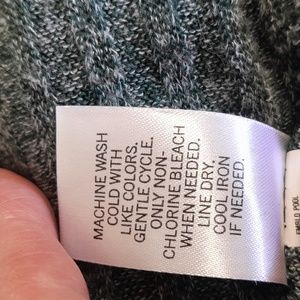 MACHINE WASH
COLD WITH
LIKE COLORS.
GENTLE CYCLE.
ONLY NON-
CHLORINE BLEACH
WHEN NEEDED.
LINE DRY.
COOL IRON
IF NEEDED.